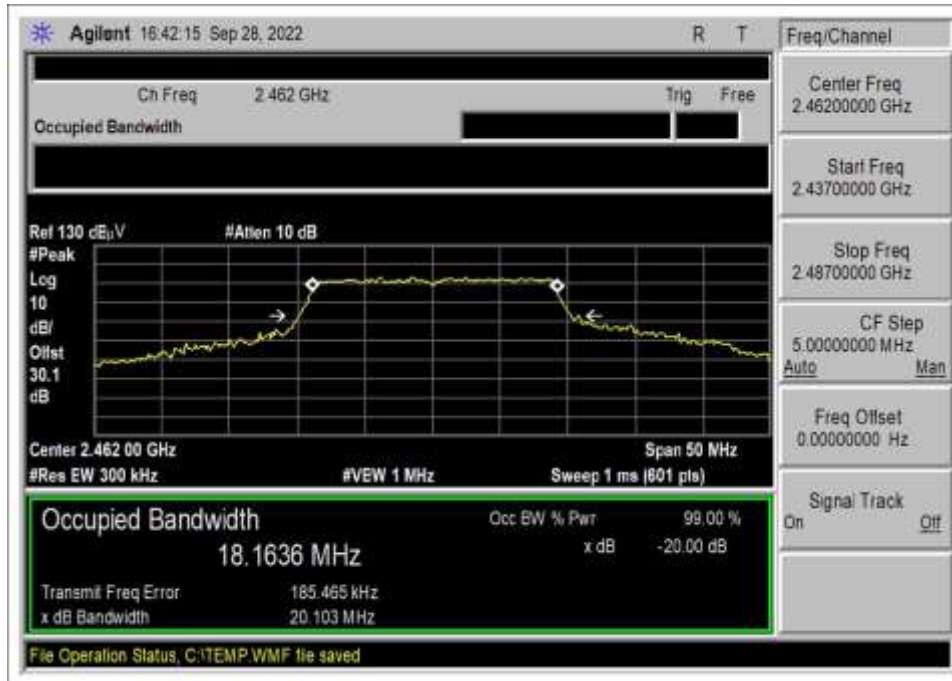 Agilent 16:42:15 Sep 28, 2022 R T
Freq/Channel
Ch Freq 2.462 GHz Trig Free
Occupied Bandwidth
Center Freq
2.46200000 GHz
Start Freq
2.43700000 GHz
Stop Freq
2.48700000 GHz
CF Step
5.00000000 MHz
Auto Man
Freq Offset
0.00000000 Hz
Signal Track
On Off
Ref 130 dBµV #Atten 10 dB
#Peak
Log
10
dB/
Offst
30.1
dB
Center 2.462 00 GHz Span 50 MHz
#Res BW 300 kHz #VBW 1 MHz Sweep 1 ms (601 pts)
Occupied Bandwidth Occ BW % Pwr 99.00 %
18.1636 MHz x dB -20.00 dB
Transmit Freq Error 185.465 kHz
x dB Bandwidth 20.103 MHz
File Operation Status, C:\TEMP.WMF file saved